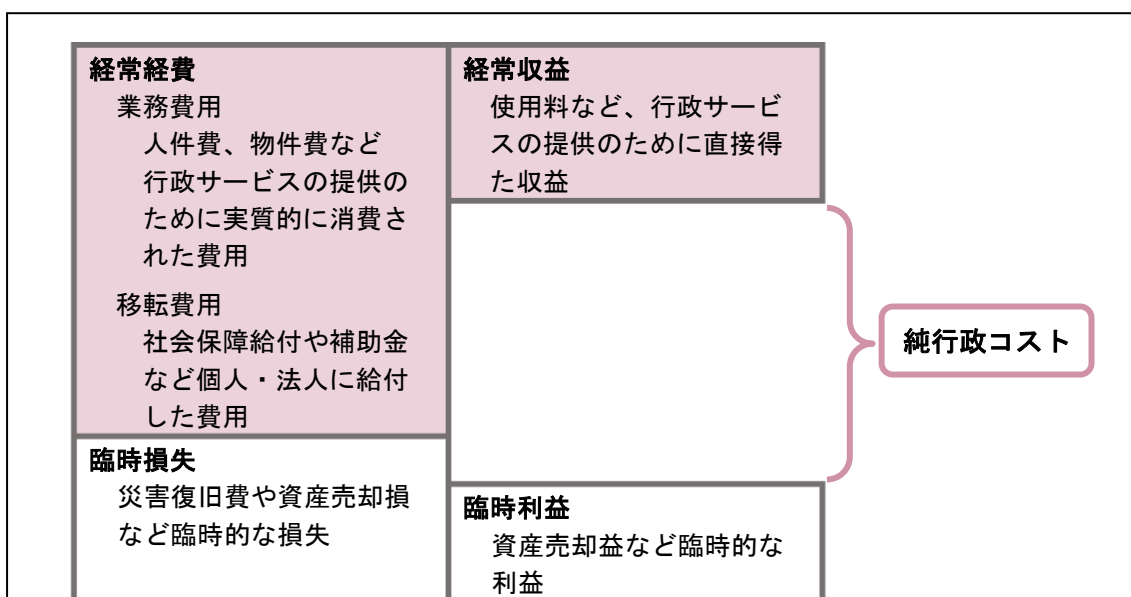 経常経費
業務費用
人件費、物件費など
行政サービスの提供の
ために実質的に消費さ
れた費用
移転費用
社会保障給付や補助金
など個人・法人に給付
した費用
臨時損失
災害復旧費や資産売却損
など臨時的な損失
経常収益
使用料など、行政サービ
スの提供のために直接得
た収益
臨時利益
資産売却益など臨時的な
利益
純行政コスト